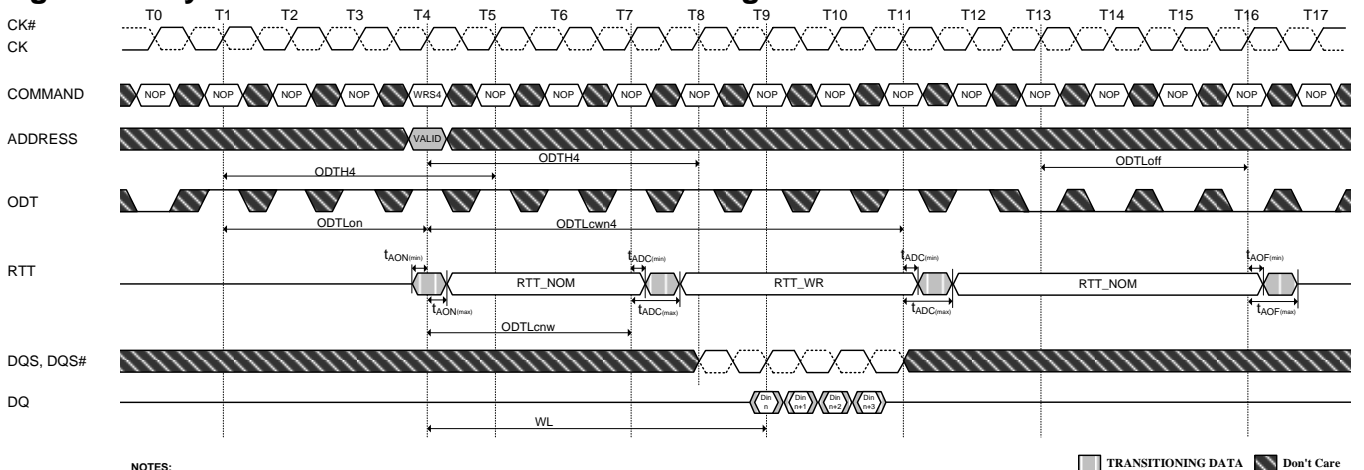 T0 T1 T2 T3 T4 T5 T6 T7 T8 T9 T10 T11 T12 T13 T14 T15 T16 T17
CK#
CK
COMMAND NOP NOP NOP NOP WRS4 NOP NOP NOP NOP NOP NOP NOP NOP NOP NOP NOP NOP NOP
ADDRESS VALID
ODTH4 ODTLoff
ODTH4
ODT
ODTLon ODTLcwn4
tAON(min) tADC(min) tADC(min) tAOF(min)
RTT RTT_NOM RTT_WR RTT_NOM
tAON(max) tADC(max) tADC(max) tAOF(max)
ODTLcnw
DQS, DQS#
DQ Din n Din n+1 Din n+2 Din n+3
WL
NOTES: TRANSITIONING DATA Don't Care